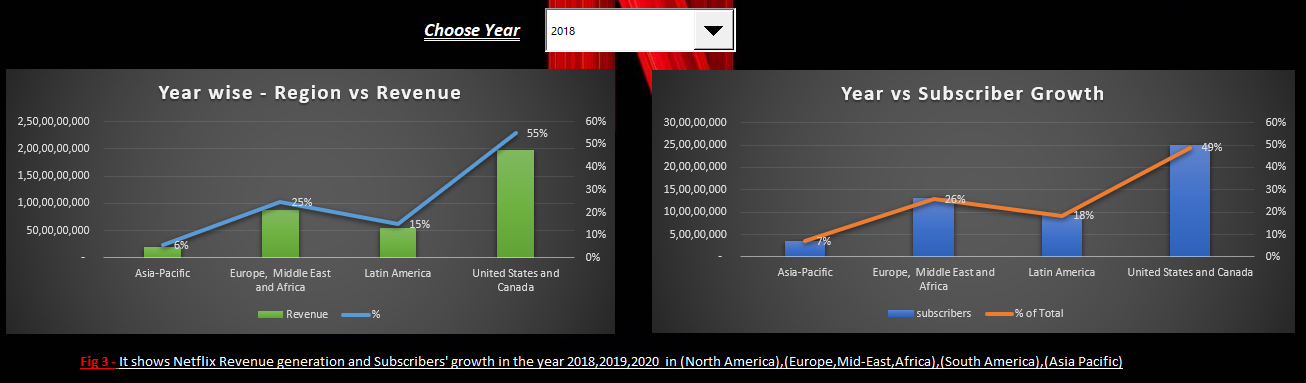 Choose Year
2018
Year wise - Region vs Revenue
2,50,00,00,000
2,00,00,00,000
1,00,00,00,000
1,00,00,00,000
50,00,00,000
-
60%
50%
40%
30%
20%
10%
0%
6%
25%
15%
55%
Asia-Pacific
Europe, Middle East
and Africa
Latin America
United States and
Canada
Revenue
%
Year vs Subscriber Growth
30,00,00,000
25,00,00,000
20,00,00,000
15,00,00,000
10,00,00,000
5,00,00,000
-
60%
50%
40%
30%
20%
10%
0%
7%
26%
18%
49%
Asia-Pacific
Europe, Middle East and
Africa
Latin America
United States and Canada
subscribers
% of Total
Fig 3 - It shows Netflix Revenue generation and Subscribers' growth in the year 2018,2019,2020 in (North America),(Europe,Mid-East,Africa),(South America),(Asia Pacific)